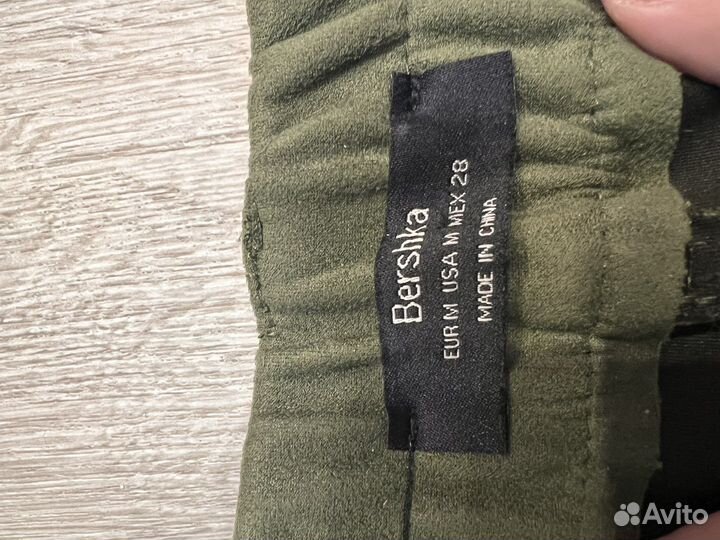 Bershka
EUR M USA M MEX 28
MADE IN CHINA
Avito